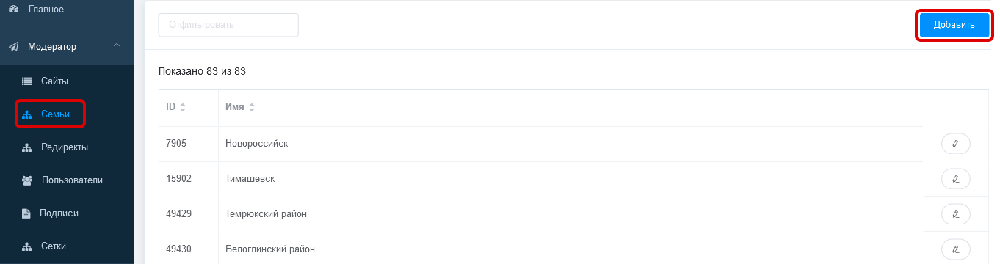 Главное
Модератор
Сайты
Семьи
Редиректы
Пользователи
Подписи
Сетки
Отфильтровать
Добавить
Показано 83 из 83
ID Имя
7905 Новороссийск
15902 Тимашевск
49429 Темрюкский район
49430 Белоглинский район